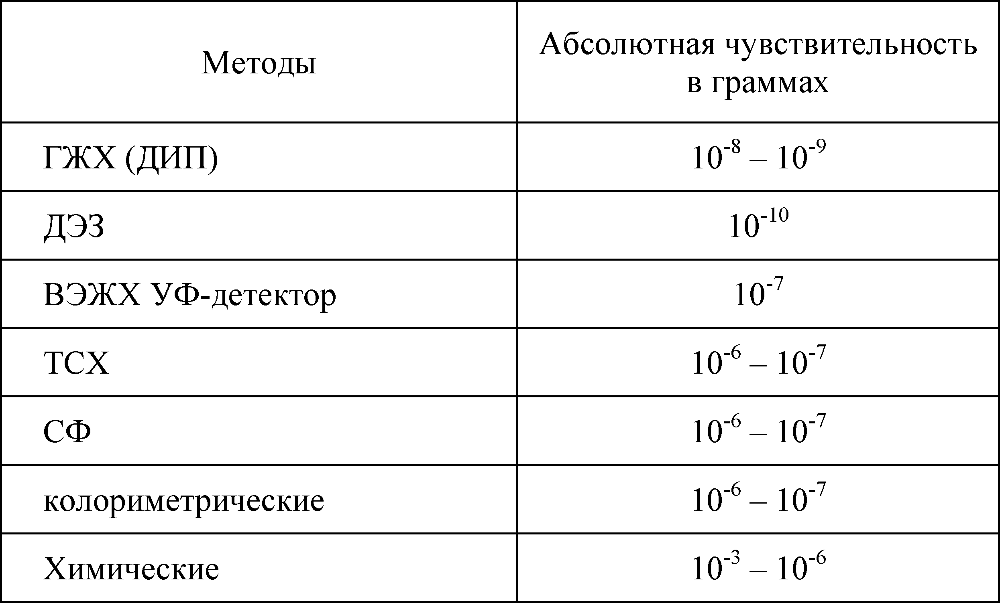 Методы
Абсолютная чувствительность
в граммах
ГЖХ (ДИП)
10⁻⁸ – 10⁻⁹
ДЭЗ
10⁻¹⁰
ВЭЖХ УФ-детектор
10⁻⁷
ТСХ
10⁻⁶ – 10⁻⁷
СФ
10⁻⁶ – 10⁻⁷
колориметрические
10⁻⁶ – 10⁻⁷
Химические
10⁻³ – 10⁻⁶